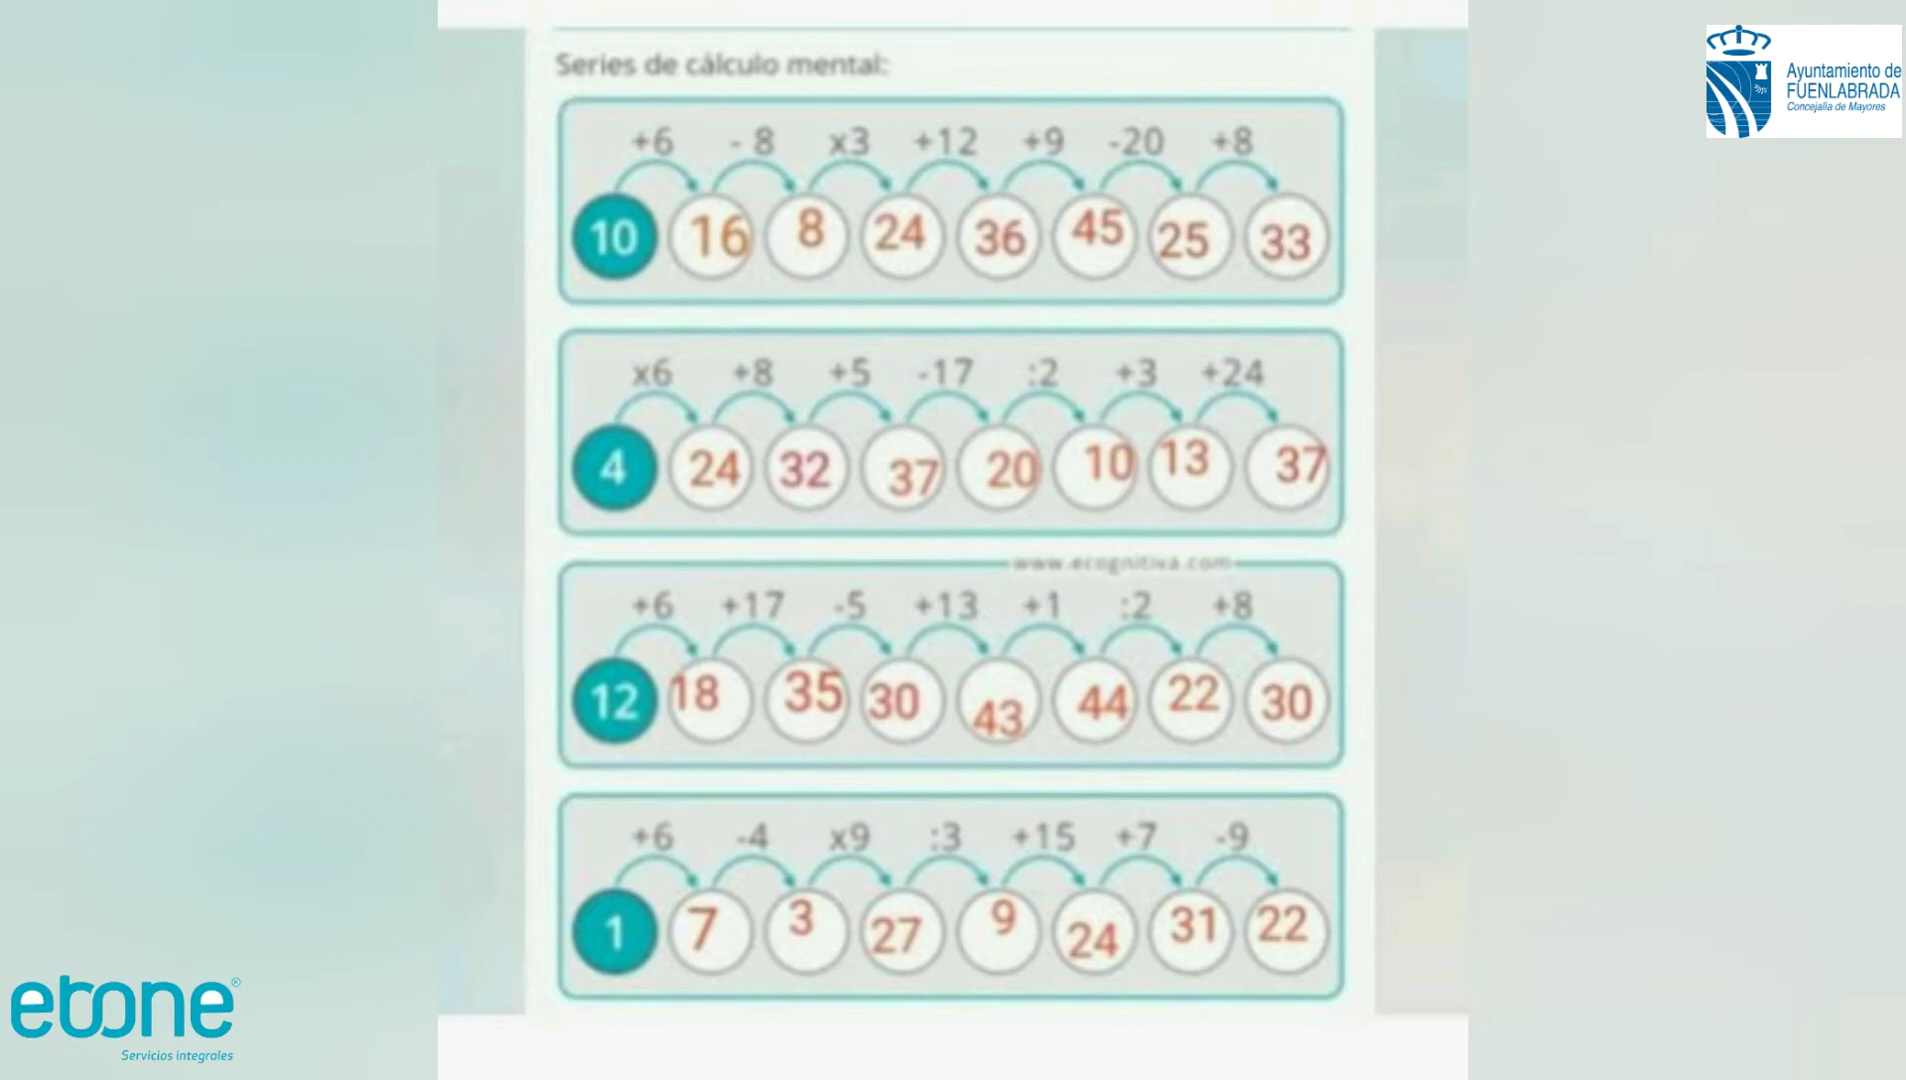 Series de cálculo mental:
+6 - 8 x3 +12 +9 -20 +8
10 16 8 24 36 45 25 33
x6 +8 +5 -17 :2 +3 +24
4 24 32 37 20 10 13 37
www.ecognitiva.com
+6 +17 -5 +13 +1 :2 +8
12 18 35 30 43 44 22 30
+6 -4 x9 :3 +15 +7 -9
1 7 3 27 9 24 31 22
Ayuntamiento de
FUENLABRADA
Concejalía de Mayores
ebone®
Servicios integrales